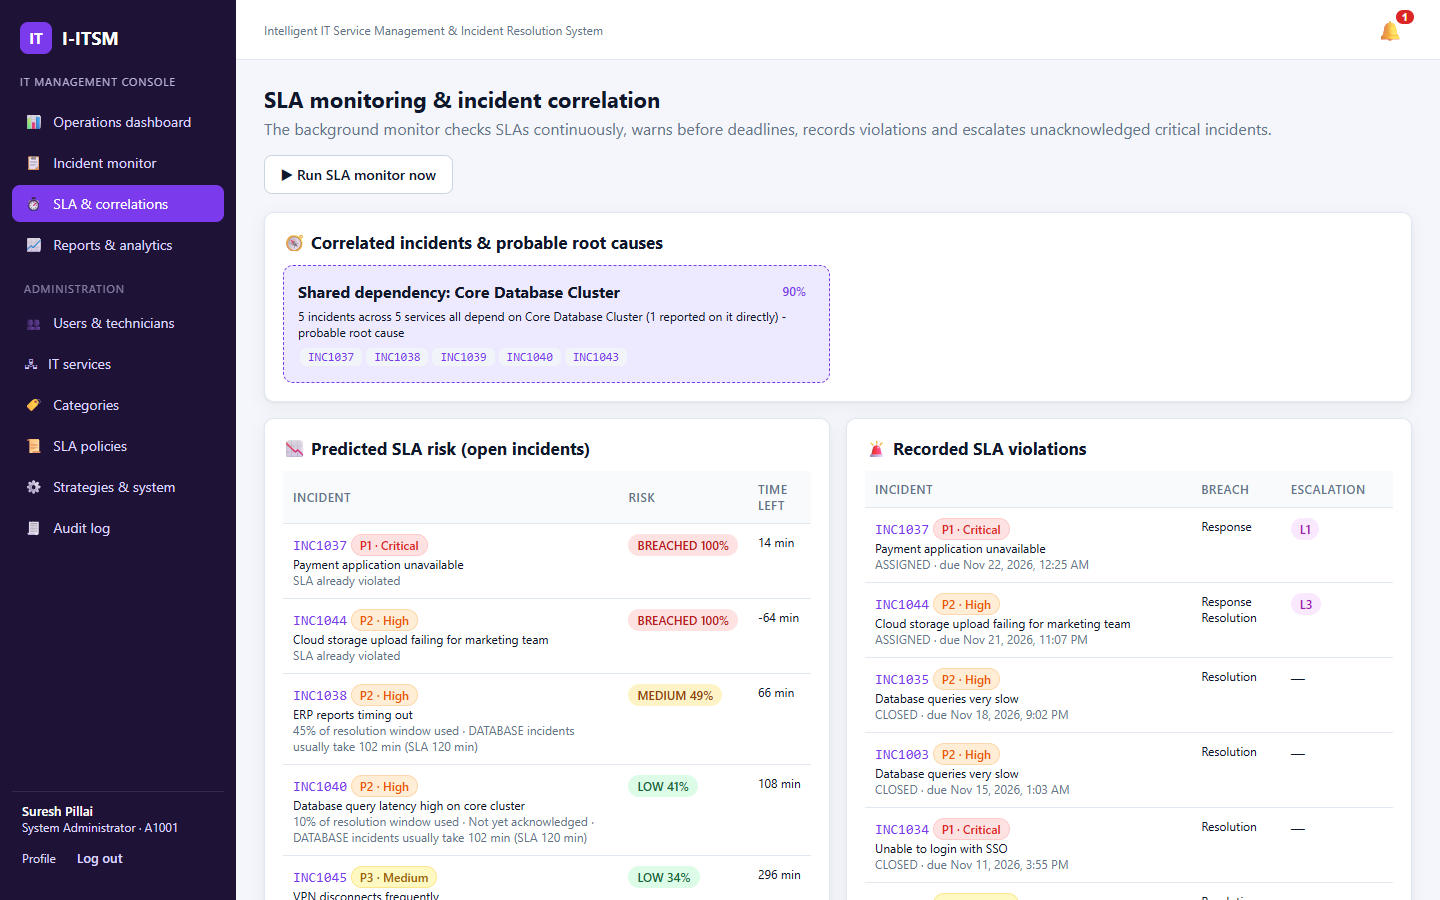 IT I-ITSM
IT MANAGEMENT CONSOLE
Operations dashboard
Incident monitor
SLA & correlations
Reports & analytics
ADMINISTRATION
Users & technicians
IT services
Categories
SLA policies
Strategies & system
Audit log
Suresh Pillai
System Administrator · A1001
Profile Log out
Intelligent IT Service Management & Incident Resolution System
1
SLA monitoring & incident correlation
The background monitor checks SLAs continuously, warns before deadlines, records violations and escalates unacknowledged critical incidents.
▶ Run SLA monitor now
Correlated incidents & probable root causes
Shared dependency: Core Database Cluster 90%
5 incidents across 5 services all depend on Core Database Cluster (1 reported on it directly) -
probable root cause
INC1037 INC1038 INC1039 INC1040 INC1043
Predicted SLA risk (open incidents)
INCIDENT RISK TIME LEFT
INC1037 P1 · Critical BREACHED 100% 14 min
Payment application unavailable
SLA already violated
INC1044 P2 · High BREACHED 100% -64 min
Cloud storage upload failing for marketing team
SLA already violated
INC1038 P2 · High MEDIUM 49% 66 min
ERP reports timing out
45% of resolution window used · DATABASE incidents
usually take 102 min (SLA 120 min)
INC1040 P2 · High LOW 41% 108 min
Database query latency high on core cluster
10% of resolution window used · Not yet acknowledged ·
DATABASE incidents usually take 102 min (SLA 120 min)
INC1045 P3 · Medium LOW 34% 296 min
VPN disconnects frequently
Recorded SLA violations
INCIDENT BREACH ESCALATION
INC1037 P1 · Critical Response L1
Payment application unavailable
ASSIGNED · due Nov 22, 2026, 12:25 AM
INC1044 P2 · High Response L3
Resolution
Cloud storage upload failing for marketing team
ASSIGNED · due Nov 21, 2026, 11:07 PM
INC1035 P2 · High Resolution —
Database queries very slow
CLOSED · due Nov 18, 2026, 9:02 PM
INC1003 P2 · High Resolution —
Database queries very slow
CLOSED · due Nov 15, 2026, 1:03 AM
INC1034 P1 · Critical Resolution —
Unable to login with SSO
CLOSED · due Nov 11, 2026, 3:55 PM